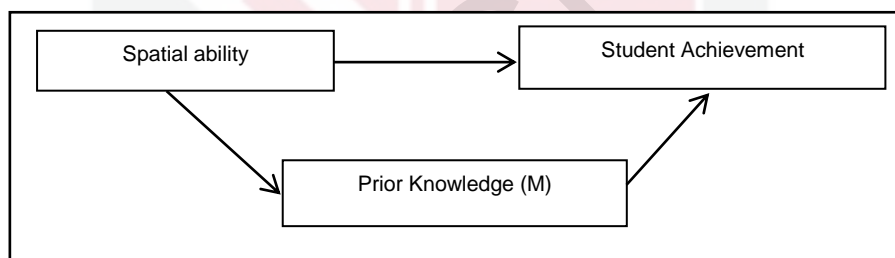 Spatial ability
Student Achievement
Prior Knowledge (M)